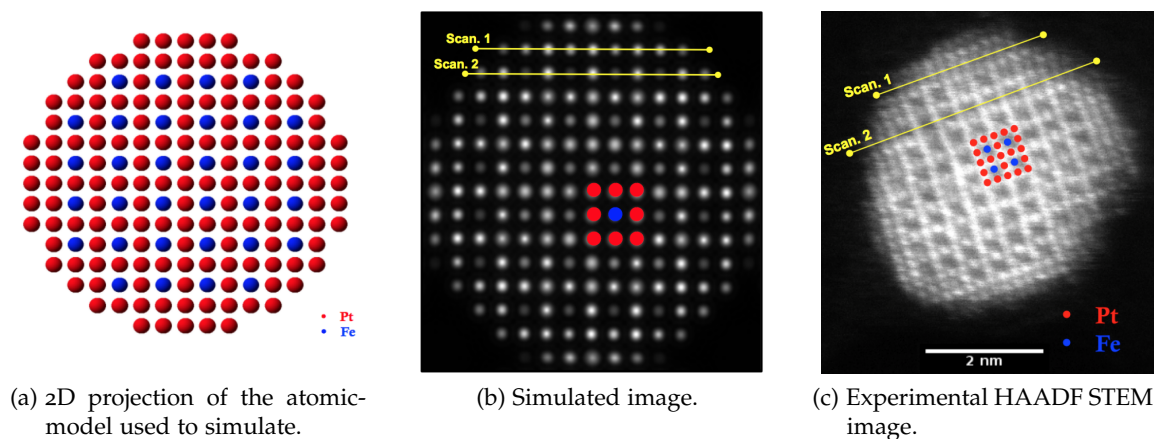 Pt
Fe
Scan. 1
Scan. 2
Scan. 1
Scan. 2
Pt
Fe
2 nm
(a) 2D projection of the atomic-
model used to simulate.
(b) Simulated image.
(c) Experimental HAADF STEM
image.